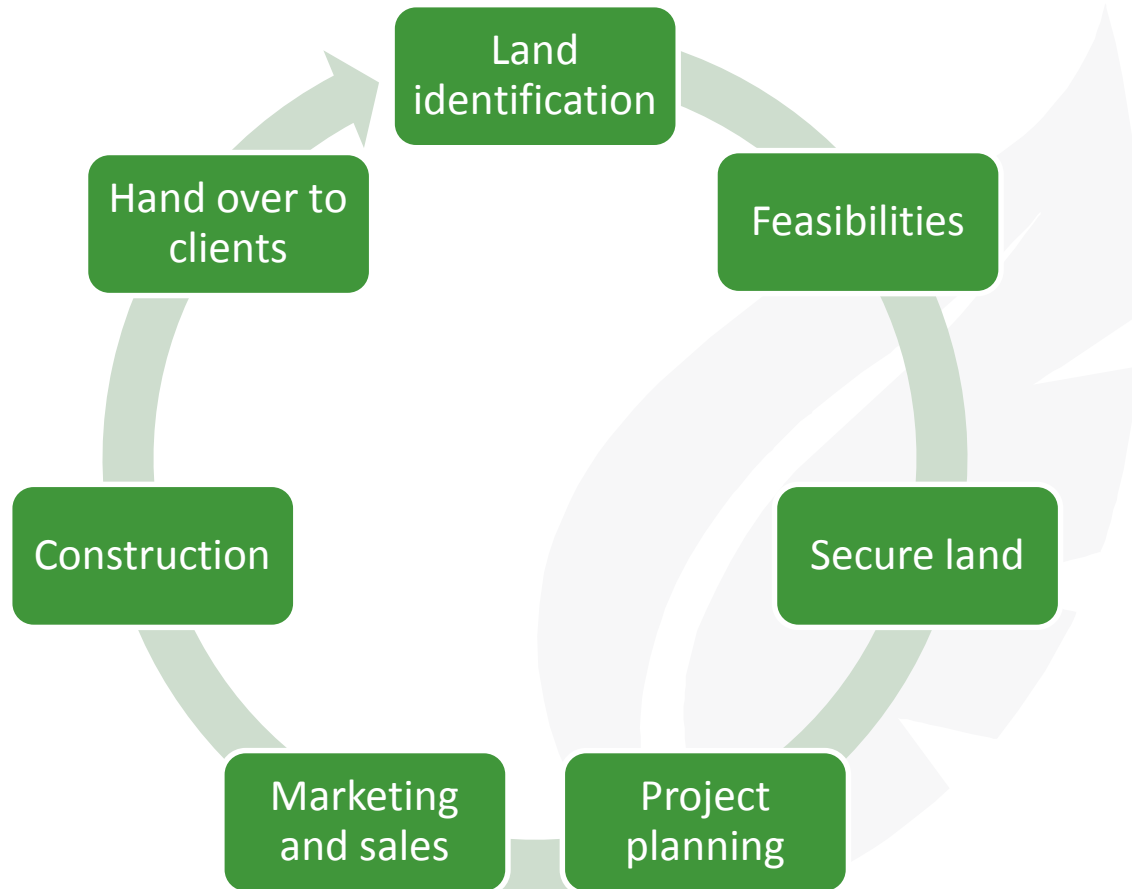 Land
identification
Feasibilities
Secure land
Project
planning
Marketing
and sales
Construction
Hand over to
clients